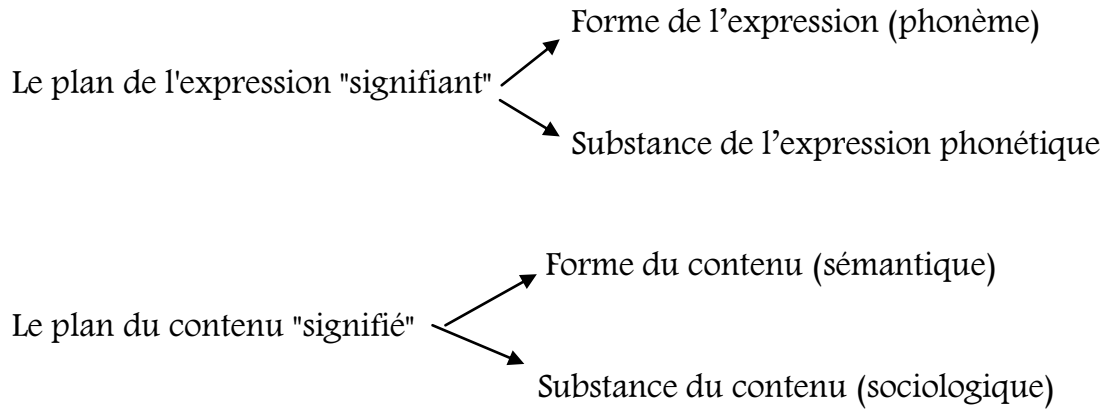 Forme de l’expression (phonème)
Le plan de l'expression "signifiant"
Substance de l’expression phonétique
Forme du contenu (sémantique)
Le plan du contenu "signifié"
Substance du contenu (sociologique)